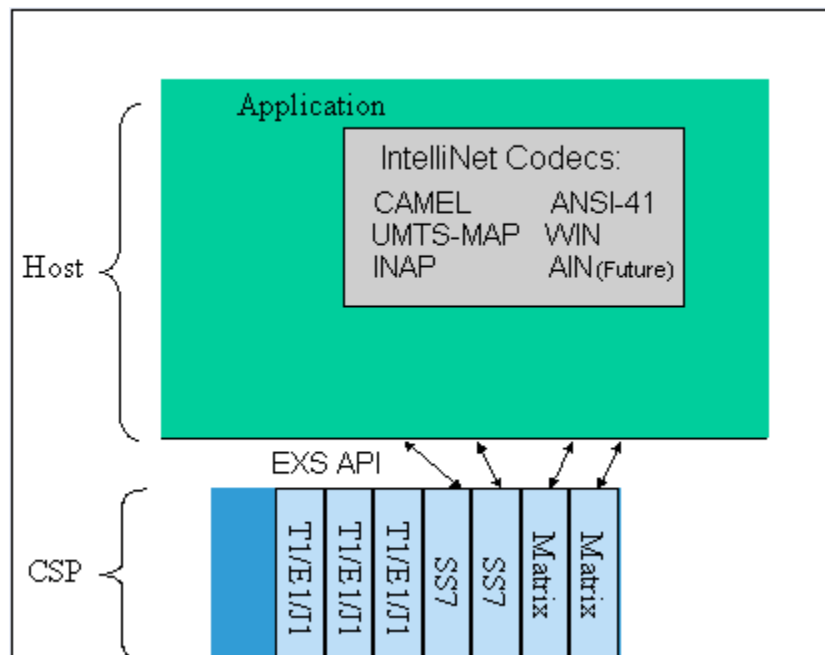 Application
IntelliNet Codecs:
CAMEL ANSI-41
UMTS-MAP WIN
INAP AIN(Future)
Host
EXS API
CSP
T1/E1/J1
T1/E1/J1
T1/E1/J1
SS7
SS7
Matrix
Matrix